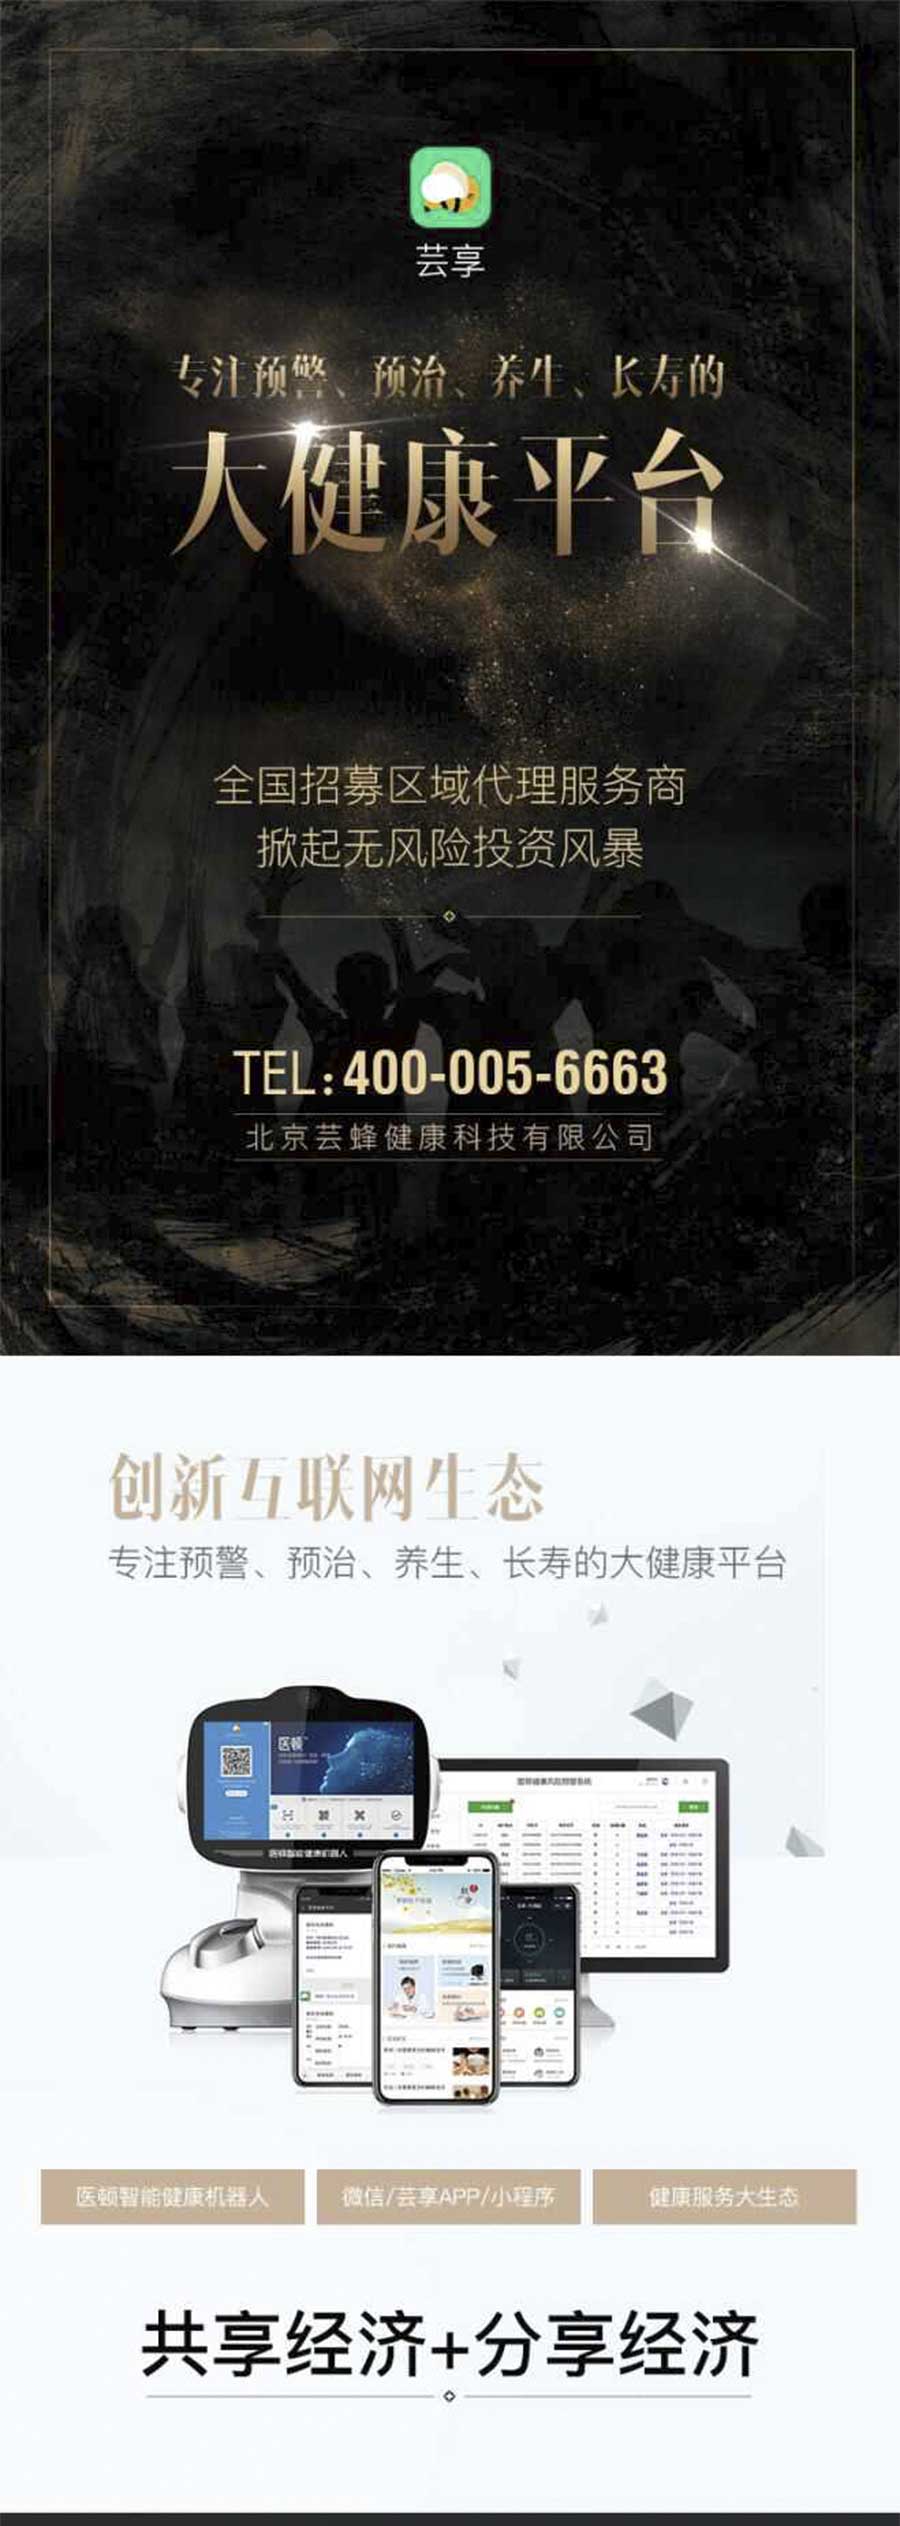 芸享
专注预警、预治、养生、长寿的
大健康平台
全国招募区域代理服务商
掀起无风险投资风暴
TEL:400-005-6663
北京芸蜂健康科技有限公司
创新互联网生态
专注预警、预治、养生、长寿的大健康平台
医顿
医顿智能健康机器人
医顿智能健康机器人
微信/芸享APP/小程序
健康服务大生态
共享经济+分享经济